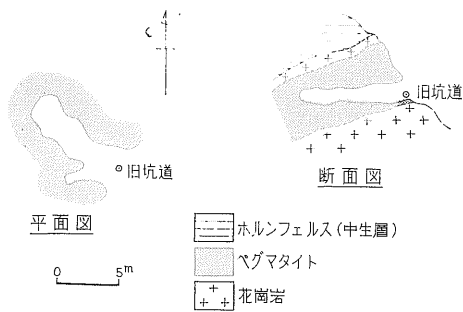 旧坑道
平面図
旧坑道
断面図
0 5m
ホルンフェルス(中生層)
ペグマタイト
花崗岩